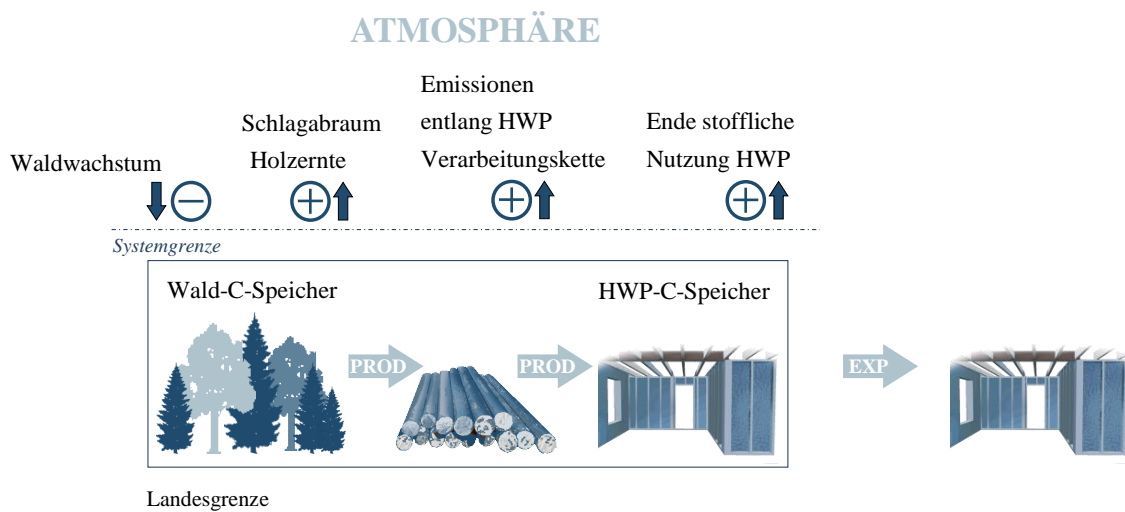 ATMOSPHÄRE
Waldwachstum
Schlagabraum
Holzernte
Emissionen
entlang HWP
Verarbeitungskette
Ende stoffliche
Nutzung HWP
Systemgrenze
Wald-C-Speicher
HWP-C-Speicher
PROD
PROD
EXP
Landesgrenze